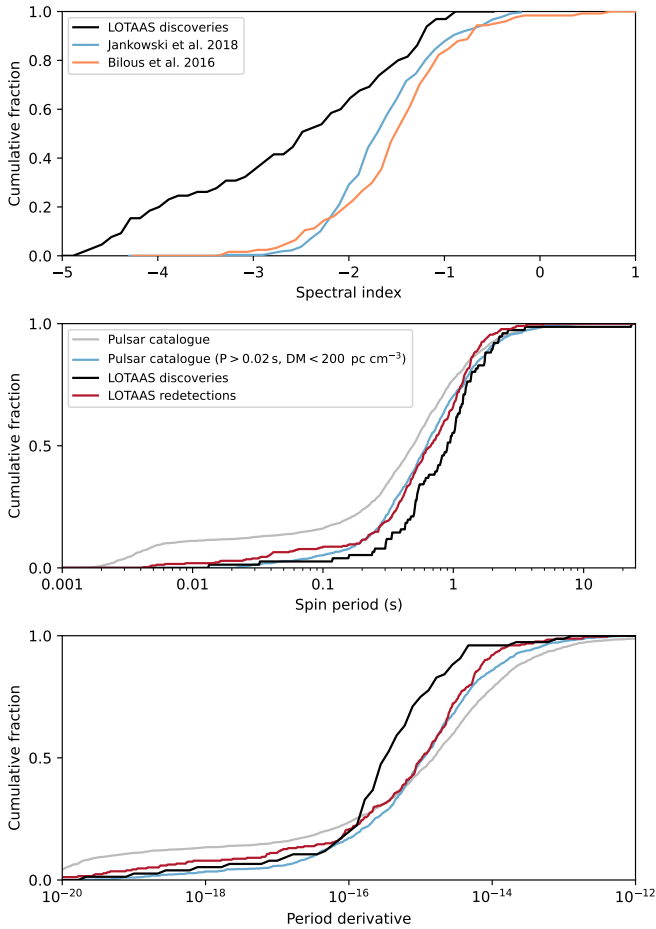 1.0
0.8
0.6
0.4
0.2
0.0
Cumulative fraction
LOTAAS discoveries
Jankowski et al. 2018
Bilous et al. 2016
−5 −4 −3 −2 −1 0 1
Spectral index
1.0
0.5
0.0
Cumulative fraction
Pulsar catalogue
Pulsar catalogue (P > 0.02 s, DM < 200 pc cm⁻³)
LOTAAS discoveries
LOTAAS redetections
0.001 0.01 0.1 1 10
Spin period (s)
1.0
0.5
0.0
Cumulative fraction
10⁻²⁰ 10⁻¹⁸ 10⁻¹⁶ 10⁻¹⁴ 10⁻¹²
Period derivative